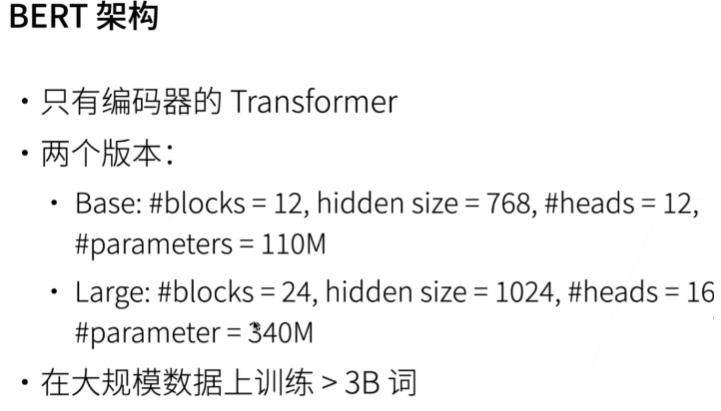 BERT 架构
• 只有编码器的 Transformer
• 两个版本：
• Base: #blocks = 12, hidden size = 768, #heads = 12,
#parameters = 110M
• Large: #blocks = 24, hidden size = 1024, #heads = 16
#parameter = 340M
• 在大规模数据上训练 > 3B 词